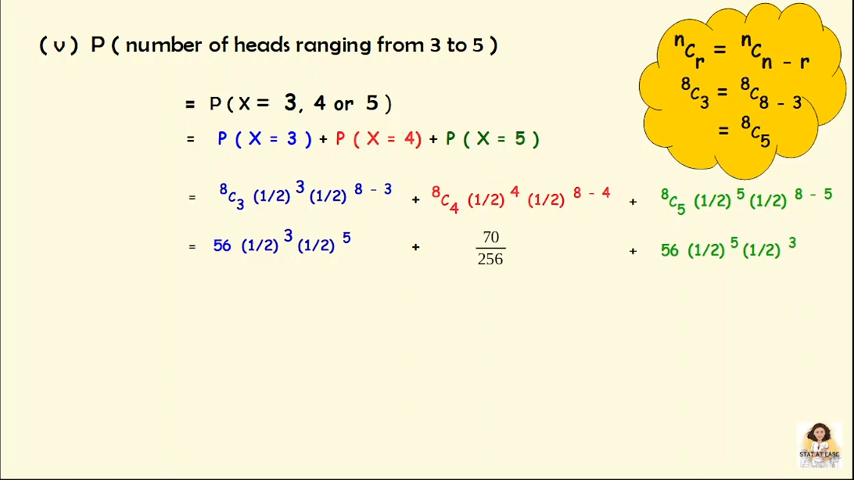 ( v ) P ( number of heads ranging from 3 to 5 )
ⁿCᵣ = ⁿCₙ₋ᵣ
⁸C₃ = ⁸C₈ ₋ ₃
= ⁸C₅
= P ( X = 3, 4 or 5 )
= P ( X = 3 ) + P ( X = 4) + P ( X = 5 )
= ⁸C₃ (1/2) ³ (1/2) ⁸ ⁻ ³ + ⁸C₄ (1/2) ⁴ (1/2) ⁸ ⁻ ⁴ + ⁸C₅ (1/2) ⁵ (1/2) ⁸ ⁻ ⁵
= 56 (1/2) ³ (1/2) ⁵ + 70/256 + 56 (1/2) ⁵ (1/2) ³
STAT AT EASE